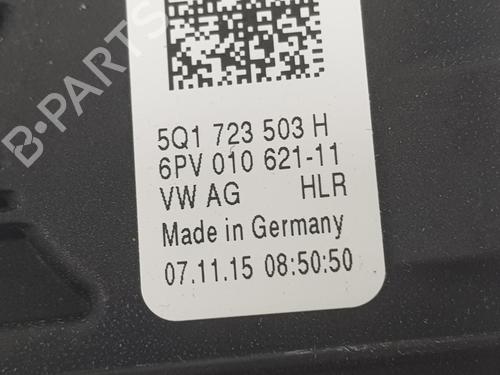 5Q1 723 503 H
6PV 010 621-11
VW AG HLR
Made in Germany
07.11.15 08:50:50
B-PARTS